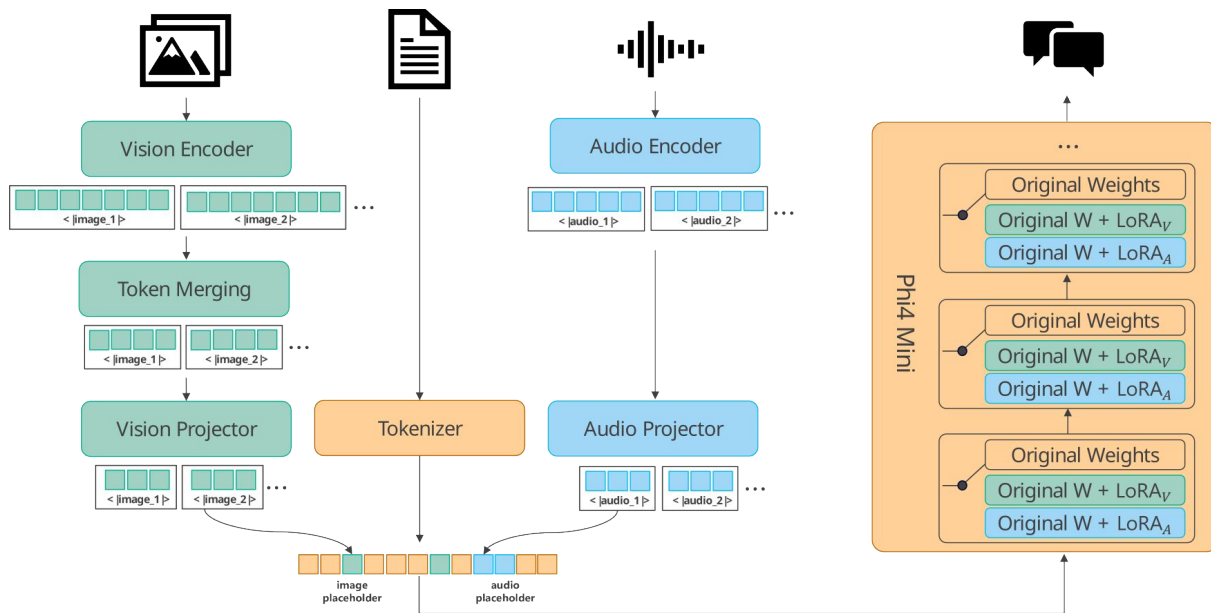 Vision Encoder
< |image_1|>
< |image_2|>
...
Token Merging
< |image_1|>
< |image_2|>
...
Vision Projector
< |image_1|>
< |image_2|>
...
Tokenizer
Audio Encoder
< |audio_1|>
< |audio_2|>
...
Audio Projector
< |audio_1|>
< |audio_2|>
...
image
placeholder
audio
placeholder
Phi4 Mini
...
Original Weights
Original W + LoRA_V
Original W + LoRA_A
Original Weights
Original W + LoRA_V
Original W + LoRA_A
Original Weights
Original W + LoRA_V
Original W + LoRA_A